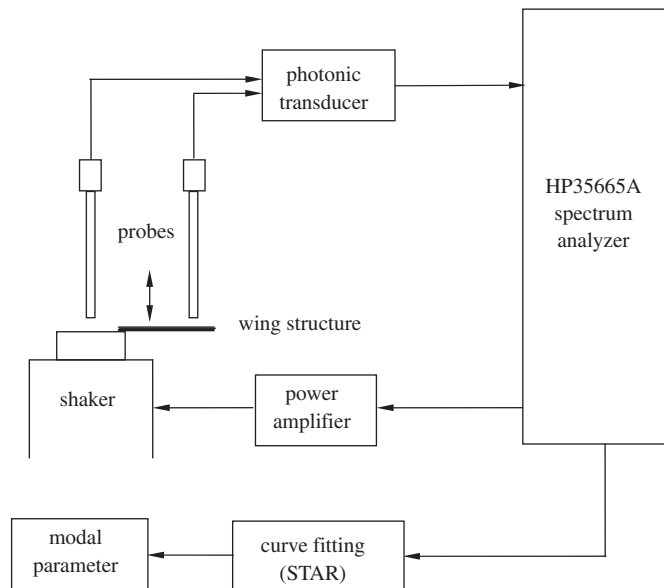 photonic
transducer
HP35665A
spectrum
analyzer
probes
wing structure
shaker
power
amplifier
modal
parameter
curve fitting
(STAR)